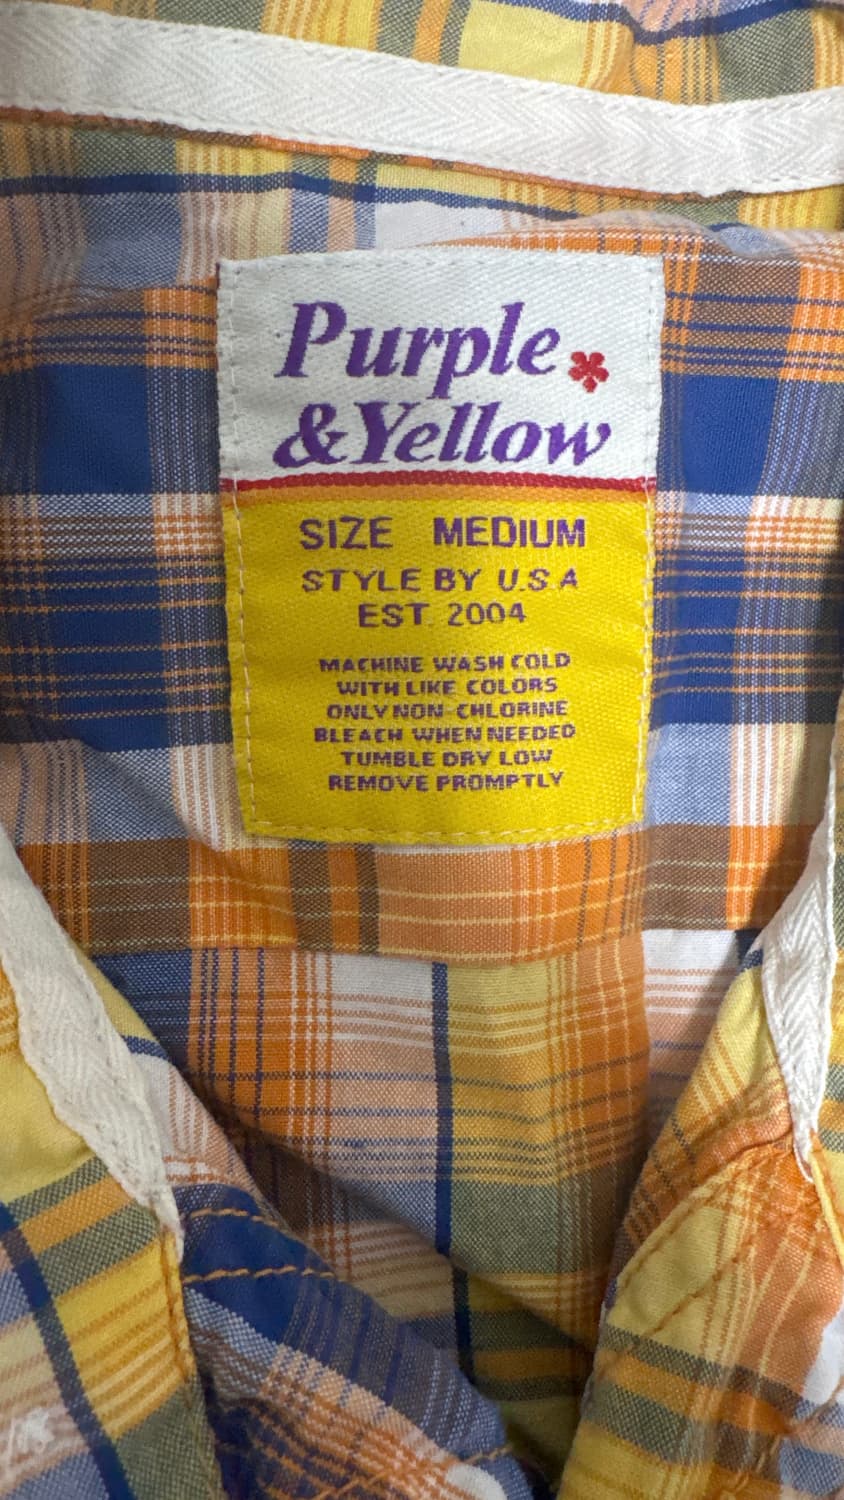 Purple
& Yellow
SIZE MEDIUM
STYLE BY U.S.A
EST. 2004
MACHINE WASH COLD
WITH LIKE COLORS
ONLY NON-CHLORINE
BLEACH WHEN NEEDED
TUMBLE DRY LOW
REMOVE PROMPTLY